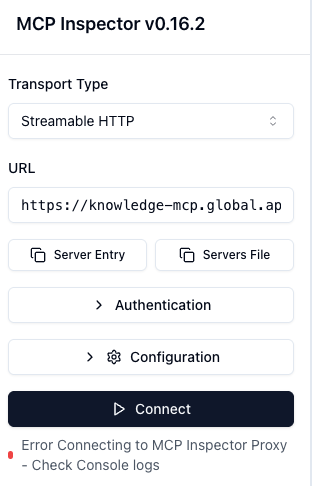 MCP Inspector v0.16.2
Transport Type
Streamable HTTP
URL
https://knowledge-mcp.global.ap
Server Entry
Servers File
Authentication
Configuration
Connect
Error Connecting to MCP Inspector Proxy
- Check Console logs